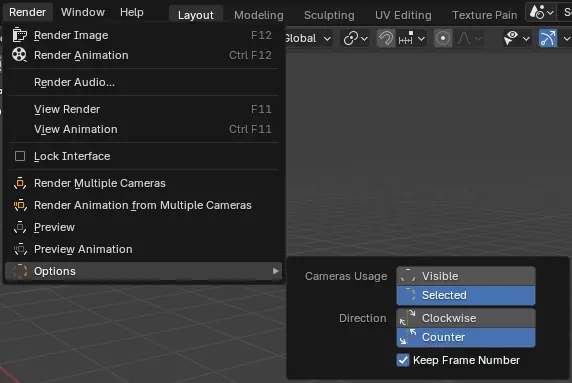 Render Window Help Layout Modeling Sculpting UV Editing Texture Pain
Render Image F12
Global
Render Animation Ctrl F12
Render Audio...
View Render F11
View Animation Ctrl F11
Lock Interface
Render Multiple Cameras
Render Animation from Multiple Cameras
Preview
Preview Animation
Options
Cameras Usage Visible
Selected
Direction Clockwise
Counter
Keep Frame Number